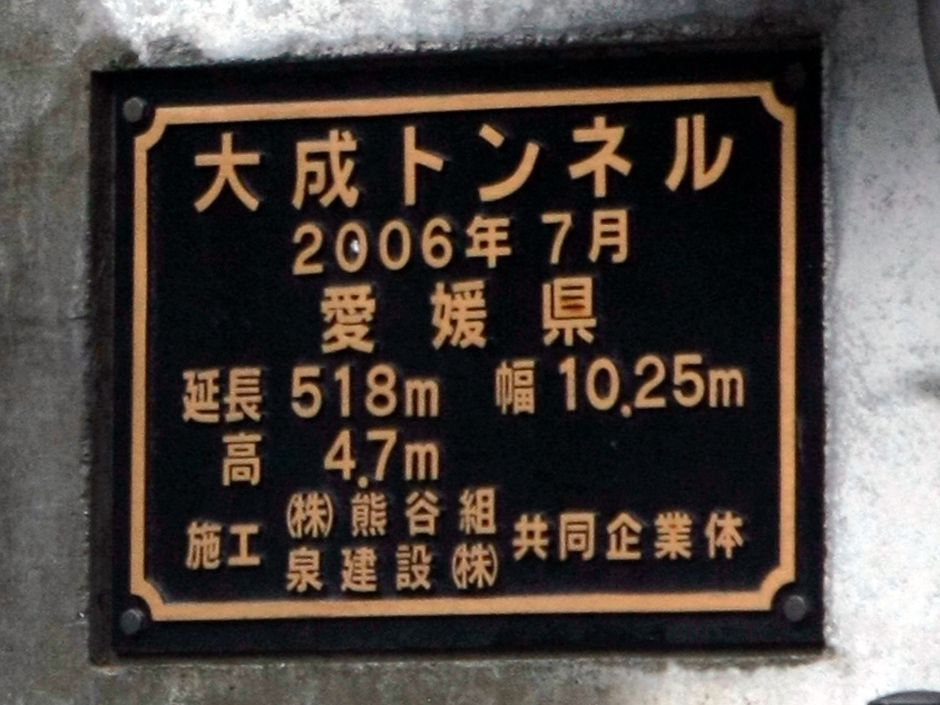 大成トンネル
2006年 7月
愛媛県
延長 518m 幅 10.25m
高 4.7m
施工 ㈱熊谷組 共同企業体
泉建設㈱